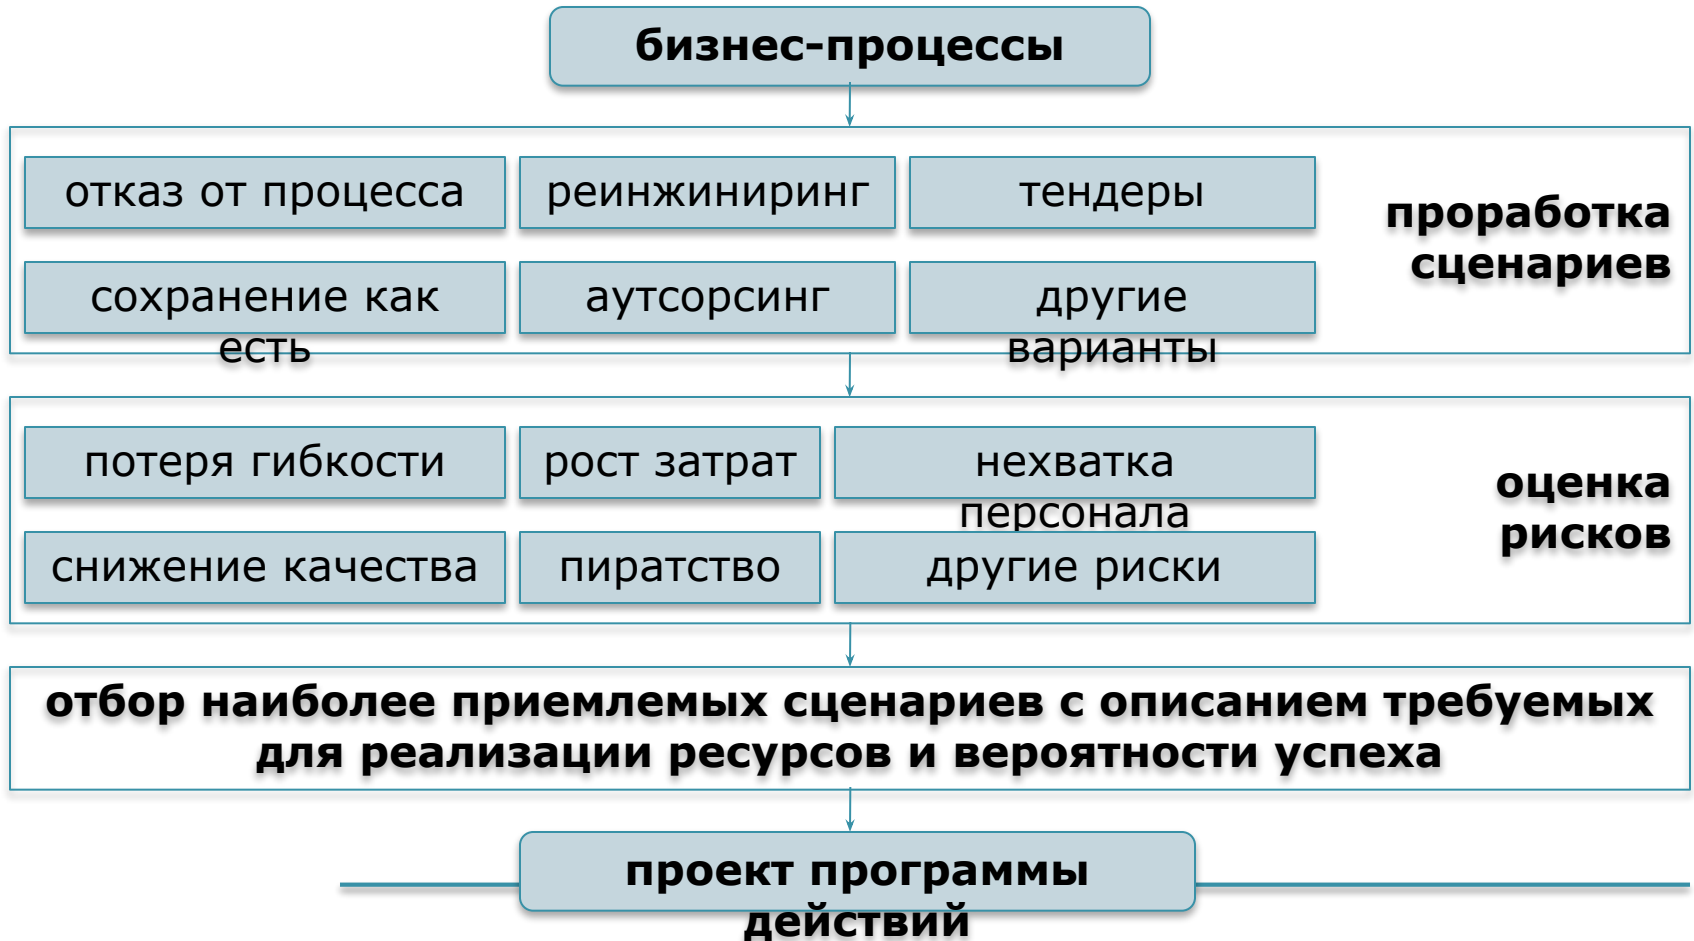 бизнес-процессы
отказ от процесса
реинжиниринг
тендеры
сохранение как
есть
аутсорсинг
другие
варианты
проработка
сценариев
потеря гибкости
рост затрат
нехватка
персонала
снижение качества
пиратство
другие риски
оценка
рисков
отбор наиболее приемлемых сценариев с описанием требуемых
для реализации ресурсов и вероятности успеха
проект программы
действий